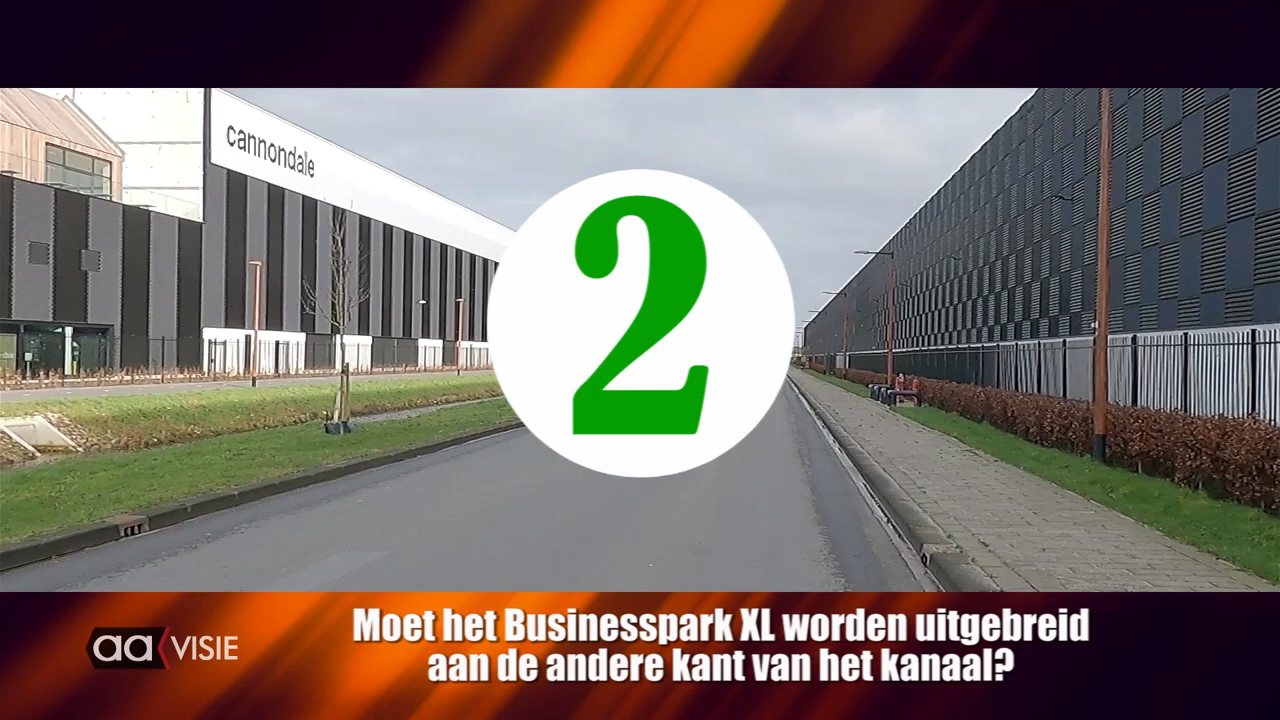 cannondale
2
Moet het Businesspark XL worden uitgebreid
aan de andere kant van het kanaal?
aa VISIE